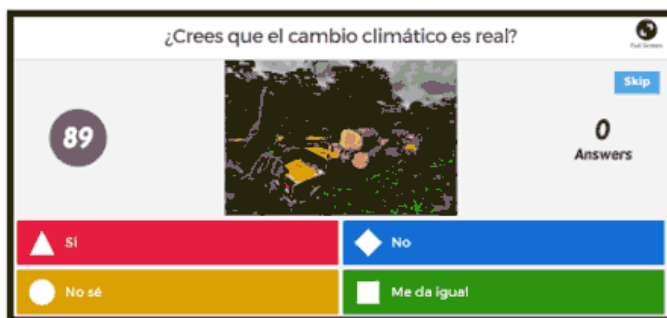 ¿Crees que el cambio climático es real?
Full Screen
Skip
89
0
Answers
Sí
No
No sé
Me da igual